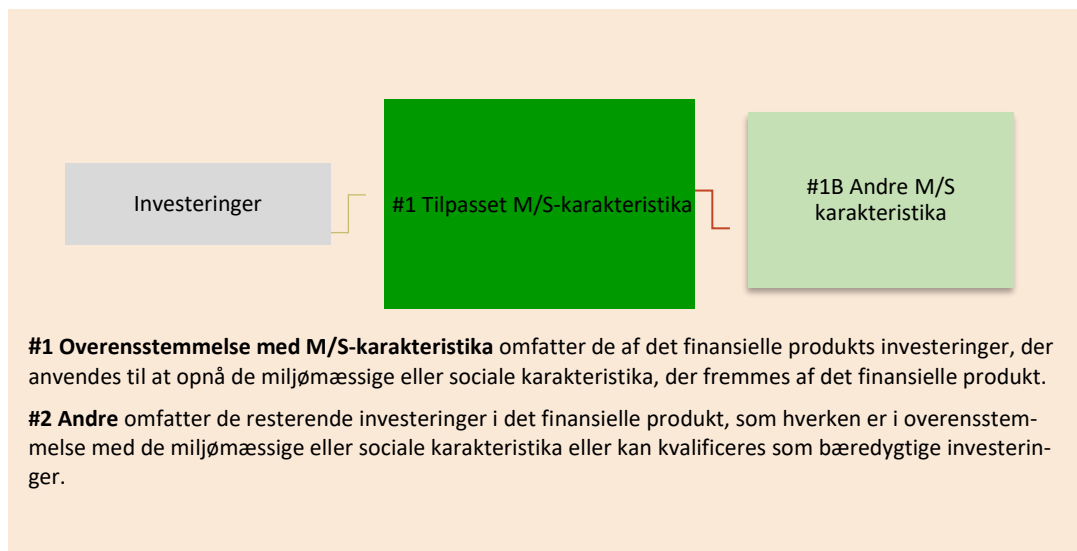 Investeringer
#1 Tilpasset M/S-karakteristika
#1B Andre M/S
karakteristika
#1 Overensstemmelse med M/S-karakteristika omfatter de af det finansielle produkts investeringer, der
anvendes til at opnå de miljømæssige eller sociale karakteristika, der fremmes af det finansielle produkt.
#2 Andre omfatter de resterende investeringer i det finansielle produkt, som hverken er i overensstem-
melse med de miljømæssige eller sociale karakteristika eller kan kvalificeres som bæredygtige investerin-
ger.